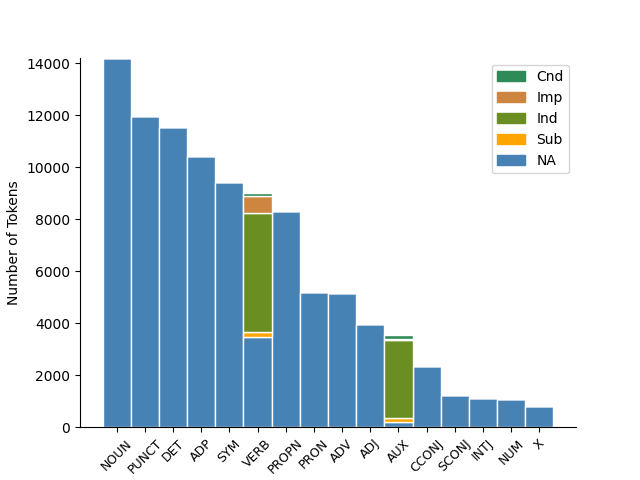 14000
12000
10000
8000
6000
4000
2000
0
Number of Tokens
Cnd
Imp
Ind
Sub
NA
NOUN
PUNCT
DET
ADP
SYM
VERB
PROPN
PRON
ADV
ADJ
AUX
CCONJ
SCONJ
INTJ
NUM
X